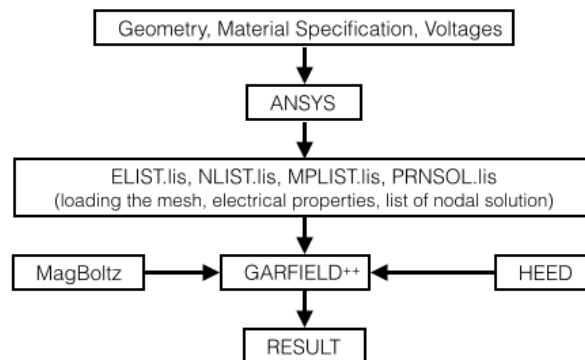 Geometry, Material Specification, Voltages
ANSYS
ELIST.lis, NLIST.lis, MPLIST.lis, PRNSOL.lis
(loading the mesh, electrical properties, list of nodal solution)
MagBoltz
GARFIELD++
HEED
RESULT